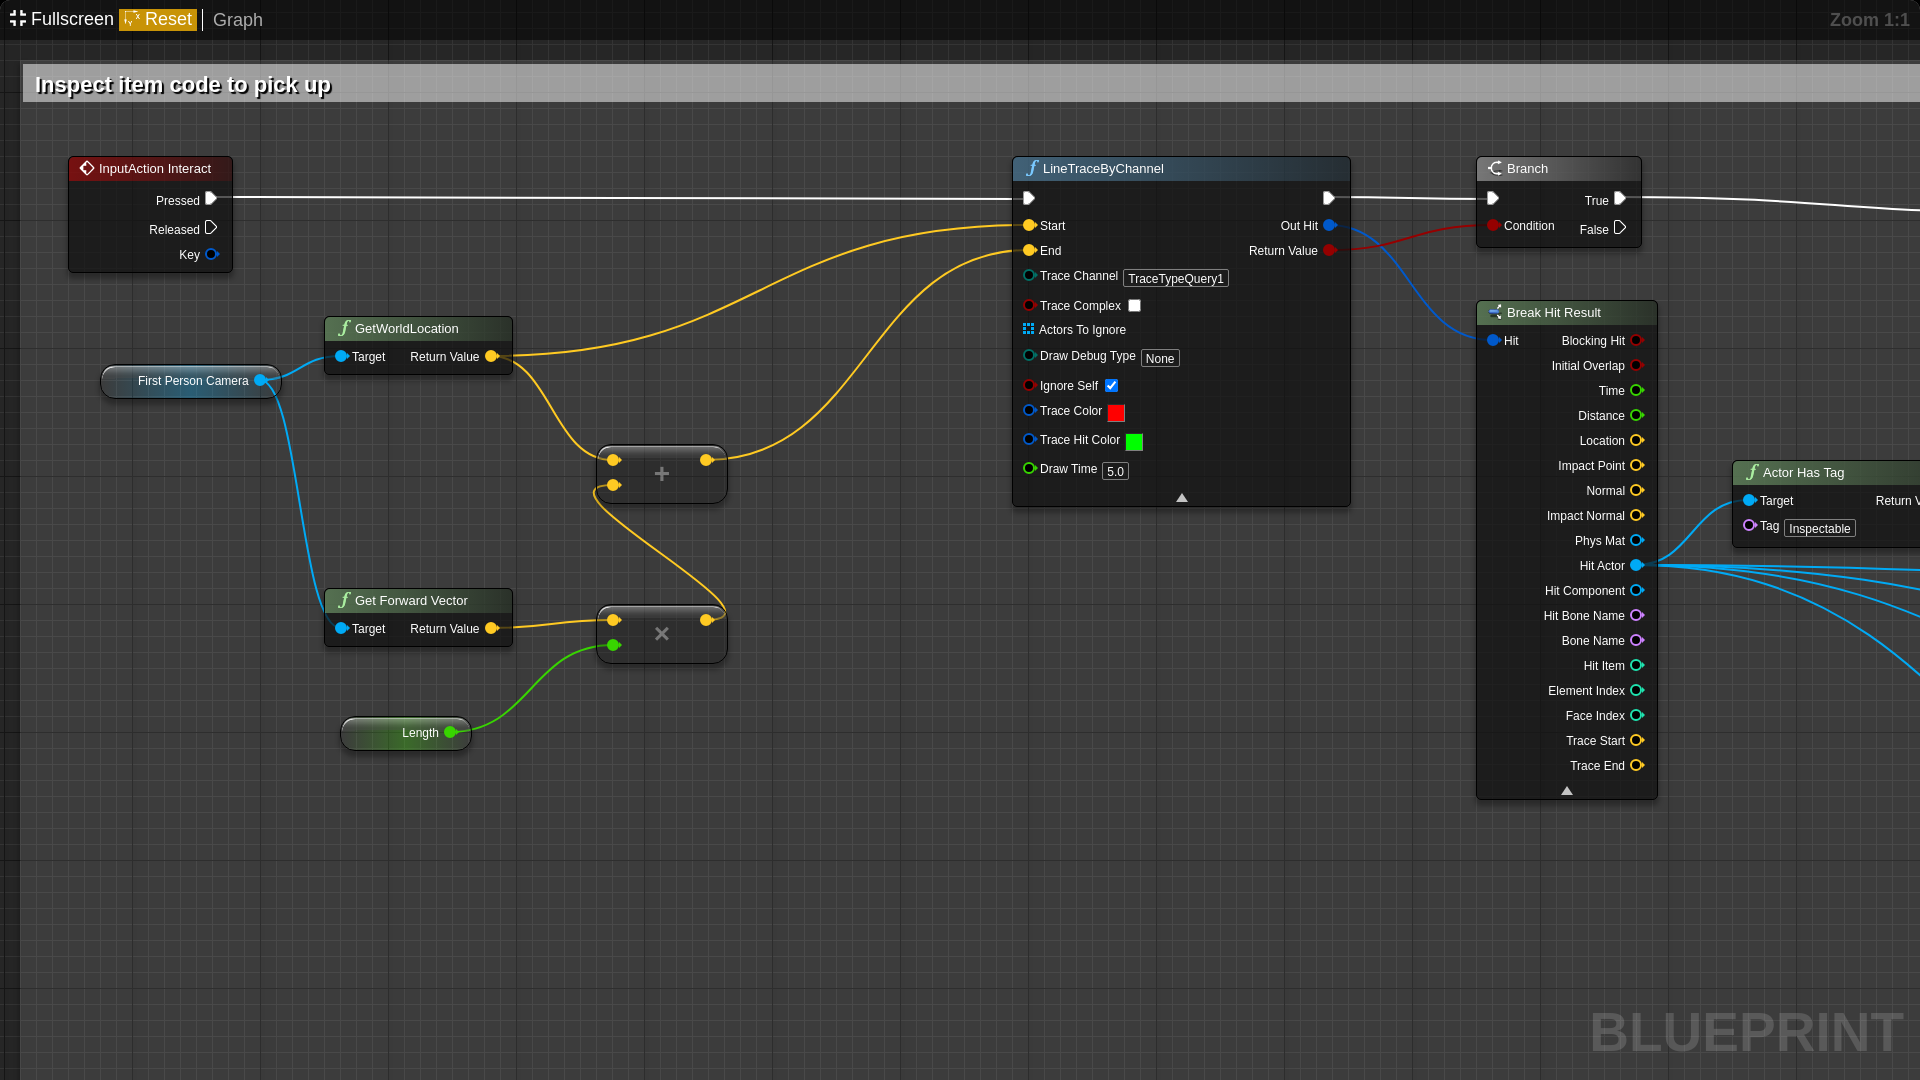 Fullscreen Reset Graph
Zoom 1:1
Inspect item code to pick up
InputAction Interact
Pressed
Released
Key
First Person Camera
GetWorldLocation
Target Return Value
+
Get Forward Vector
Target Return Value
×
Length
LineTraceByChannel
Start Out Hit
End Return Value
Trace Channel TraceTypeQuery1
Trace Complex
Actors To Ignore
Draw Debug Type None
Ignore Self
Trace Color
Trace Hit Color
Draw Time 5.0
Branch
True
Condition False
Break Hit Result
Hit Blocking Hit
Initial Overlap
Time
Distance
Location
Impact Point
Normal
Impact Normal
Phys Mat
Hit Actor
Hit Component
Hit Bone Name
Bone Name
Hit Item
Element Index
Face Index
Trace Start
Trace End
Actor Has Tag
Target Return V
Tag Inspectable
BLUEPRINT